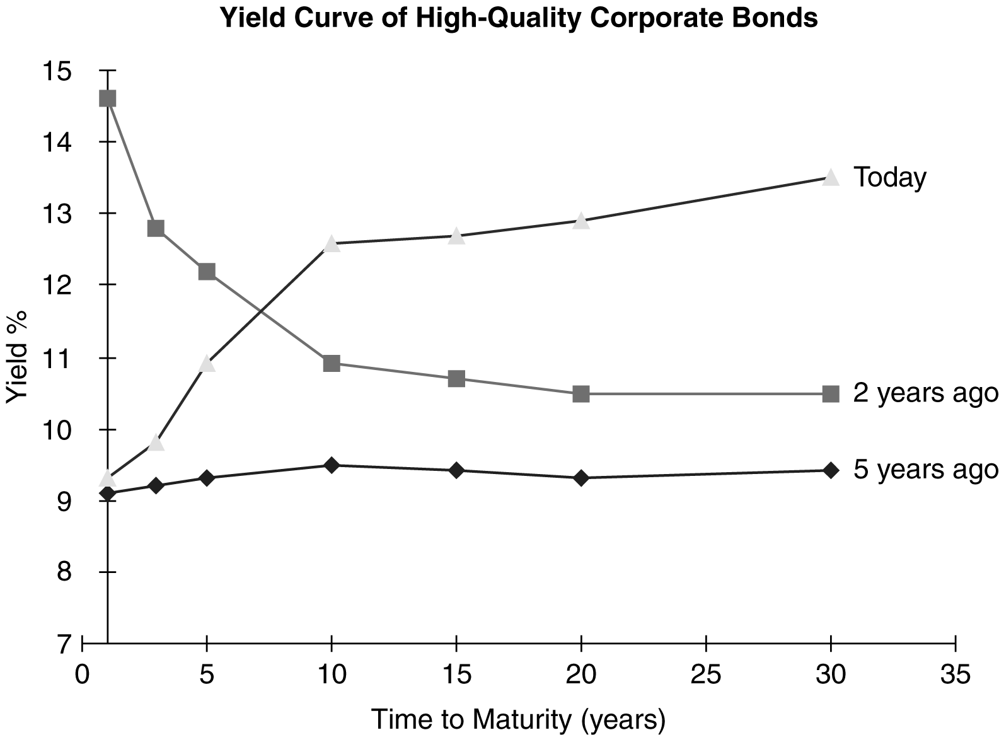 Yield Curve of High-Quality Corporate Bonds
15
14
13
12
11
10
9
8
7
Yield %
Today
2 years ago
5 years ago
0 5 10 15 20 25 30 35
Time to Maturity (years)